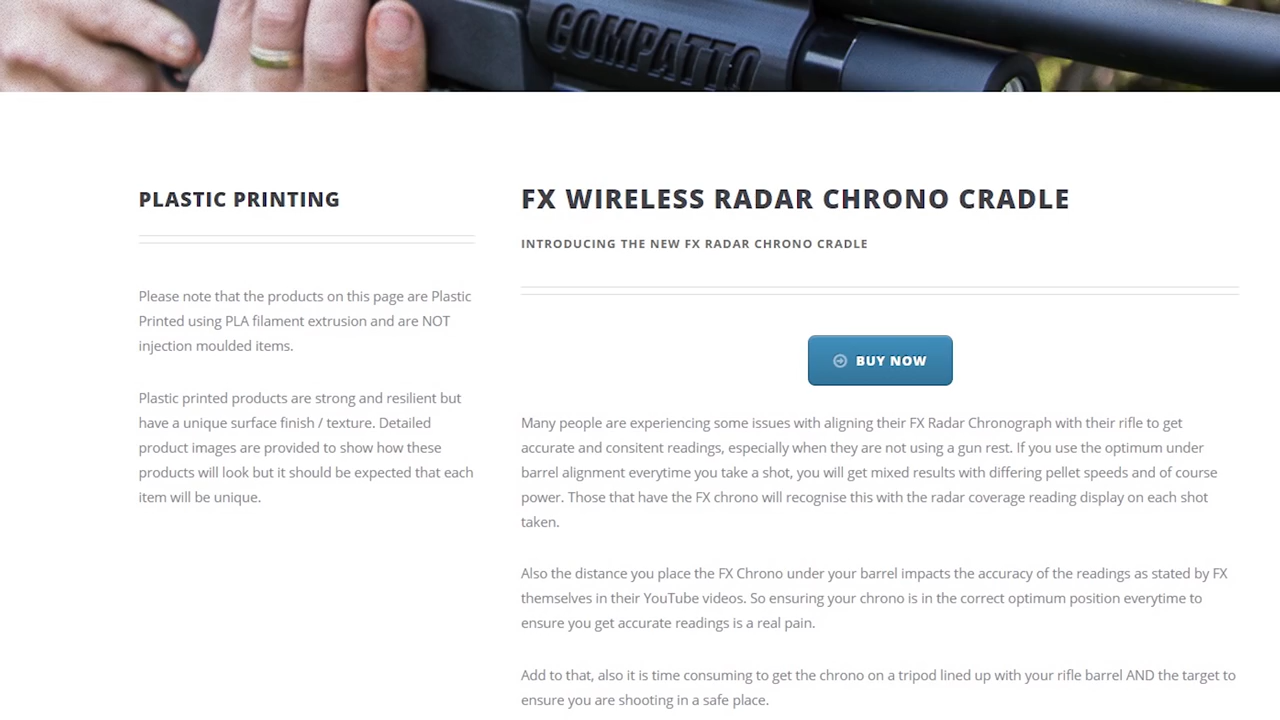 COMPATTO
PLASTIC PRINTING
Please note that the products on this page are Plastic
Printed using PLA filament extrusion and are NOT
injection moulded items.
Plastic printed products are strong and resilient but
have a unique surface finish / texture. Detailed
product images are provided to show how these
products will look but it should be expected that each
item will be unique.
FX WIRELESS RADAR CHRONO CRADLE
INTRODUCING THE NEW FX RADAR CHRONO CRADLE
BUY NOW
Many people are experiencing some issues with aligning their FX Radar Chronograph with their rifle to get
accurate and consitent readings, especially when they are not using a gun rest. If you use the optimum under
barrel alignment everytime you take a shot, you will get mixed results with differing pellet speeds and of course
power. Those that have the FX chrono will recognise this with the radar coverage reading display on each shot
taken.
Also the distance you place the FX Chrono under your barrel impacts the accuracy of the readings as stated by FX
themselves in their YouTube videos. So ensuring your chrono is in the correct optimum position everytime to
ensure you get accurate readings is a real pain.
Add to that, also it is time consuming to get the chrono on a tripod lined up with your rifle barrel AND the target to
ensure you are shooting in a safe place.